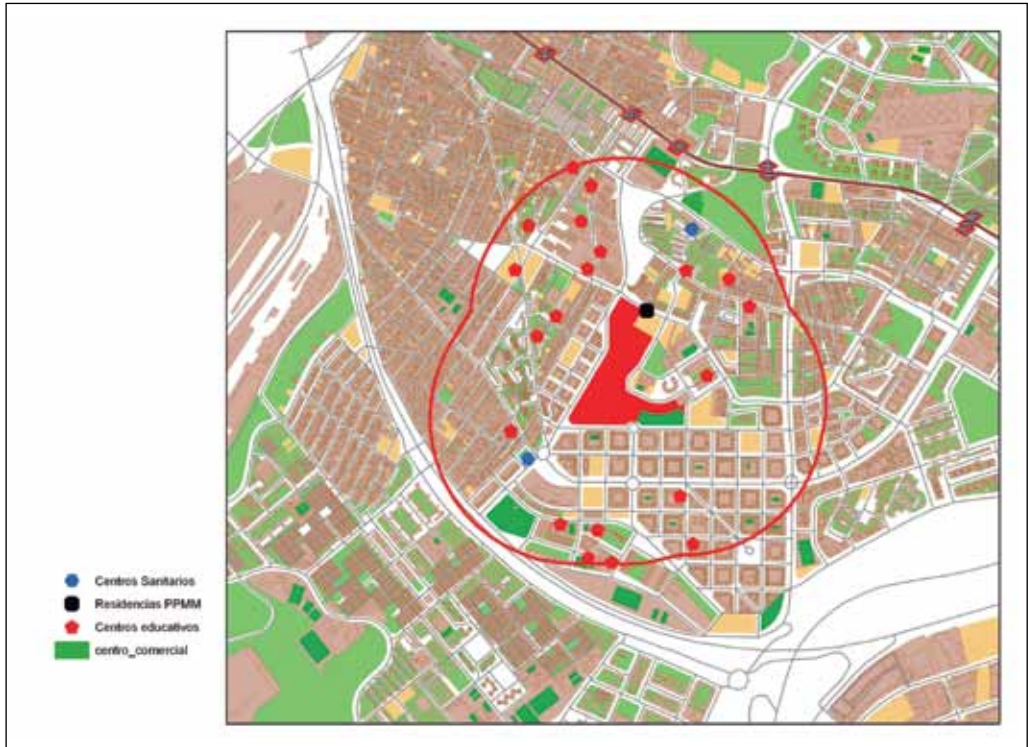 Centros Sanitarios
Residencias PPMM
Centros educativos
centro_comercial